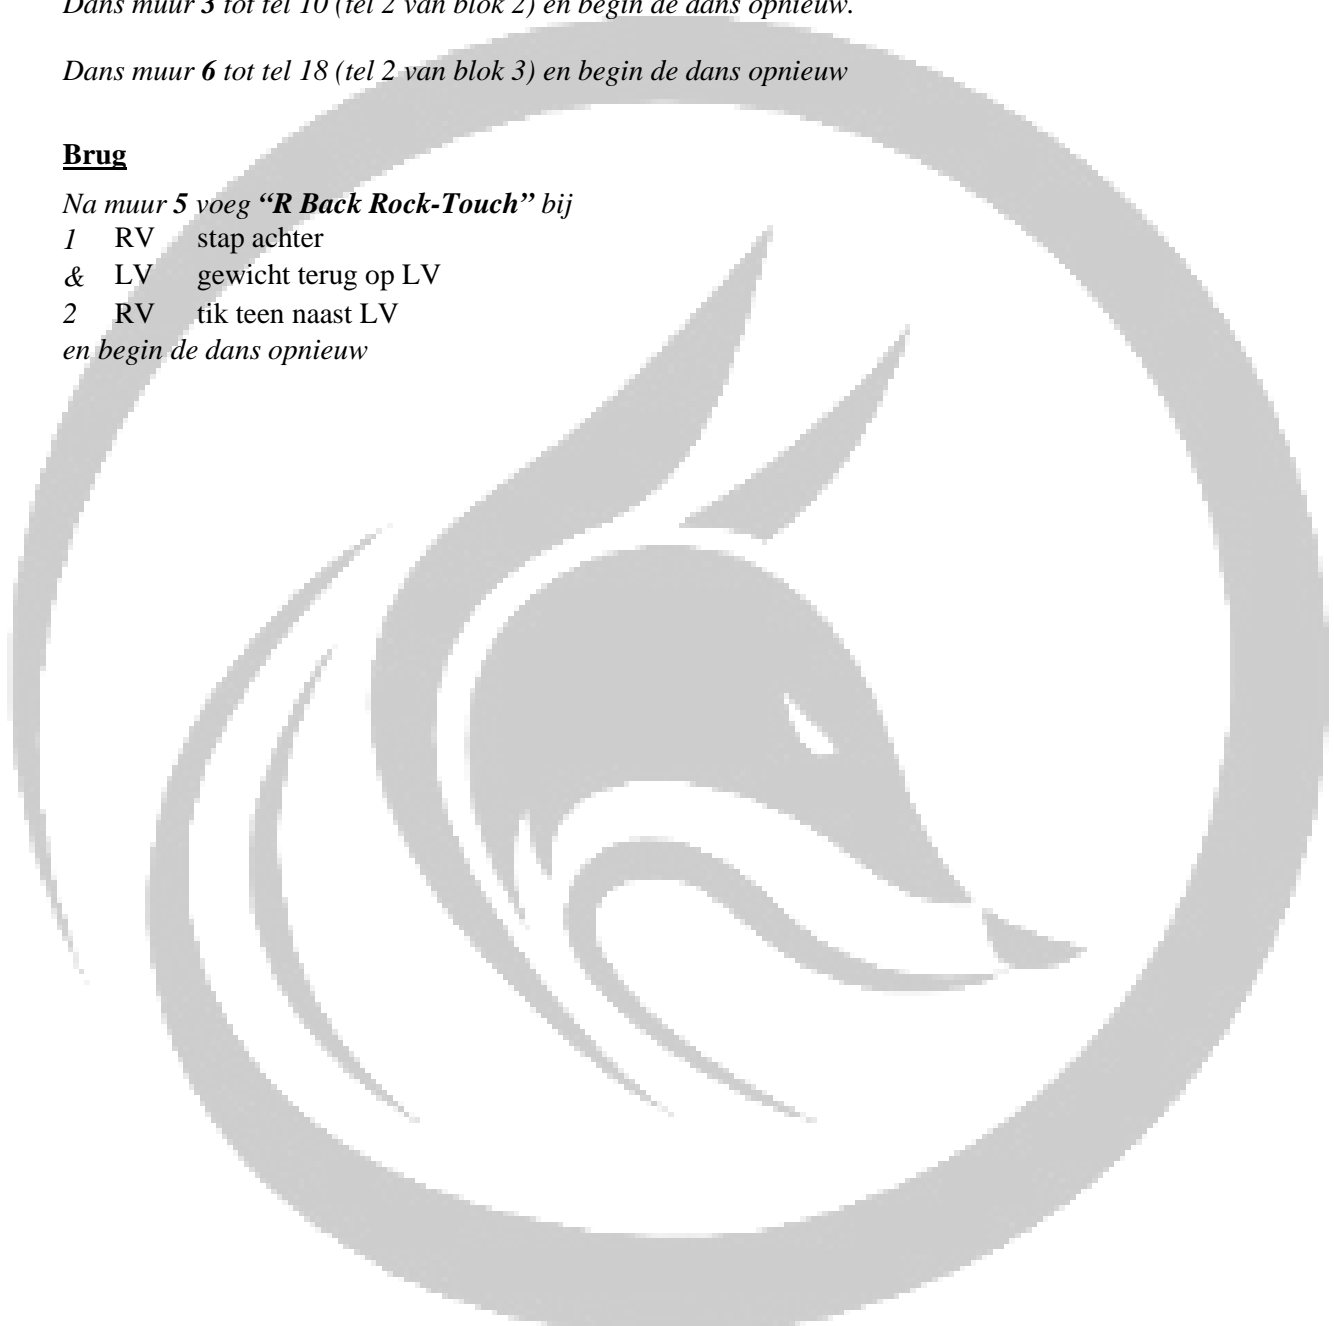 Dans muur 3 tot tel 10 (tel 2 van blok 2) en begin de dans opnieuw.
Dans muur 6 tot tel 18 (tel 2 van blok 3) en begin de dans opnieuw
Brug
Na muur 5 voeg “R Back Rock-Touch” bij
1 RV stap achter
& LV gewicht terug op LV
2 RV tik teen naast LV
en begin de dans opnieuw